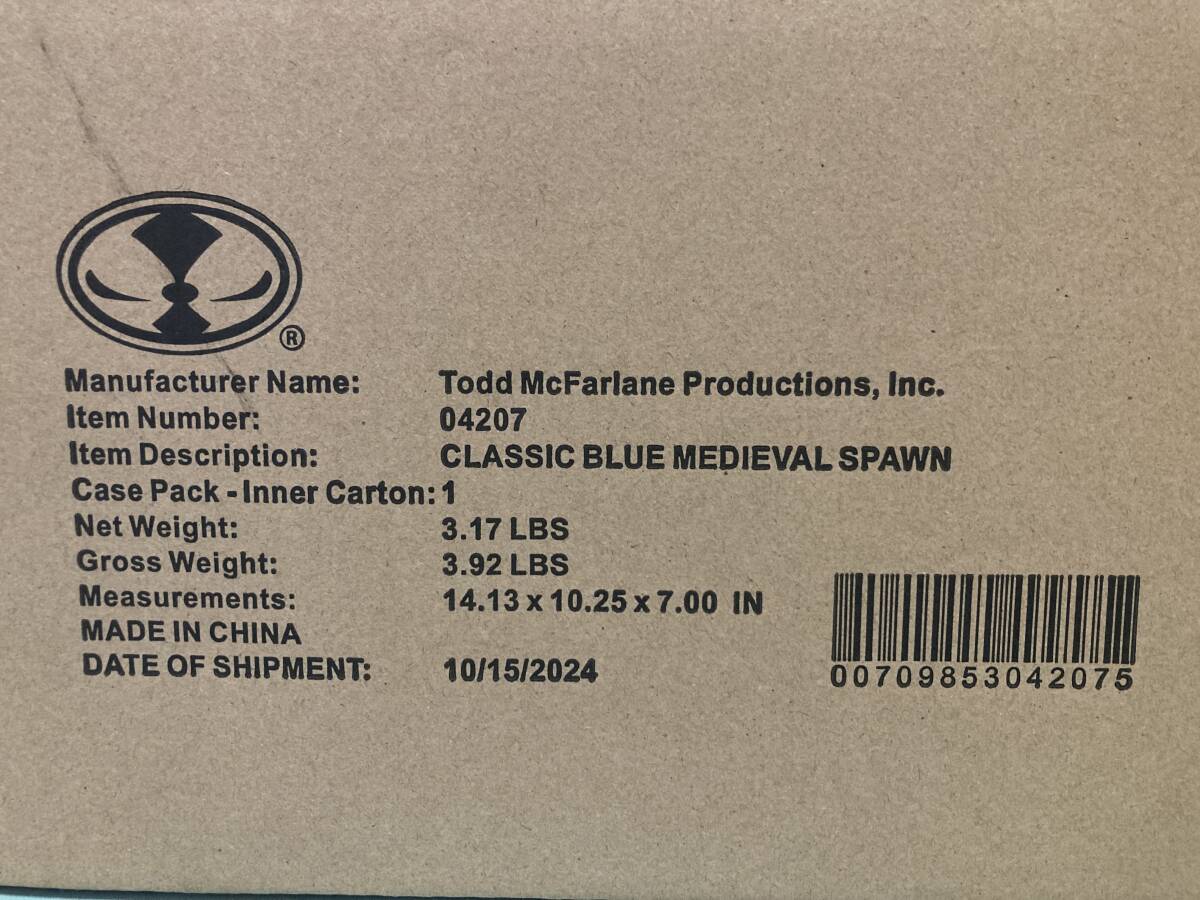 ®
Manufacturer Name: Todd McFarlane Productions, Inc.
Item Number: 04207
Item Description: CLASSIC BLUE MEDIEVAL SPAWN
Case Pack - Inner Carton: 1
Net Weight: 3.17 LBS
Gross Weight: 3.92 LBS
Measurements: 14.13 x 10.25 x 7.00 IN
MADE IN CHINA
DATE OF SHIPMENT: 10/15/2024
00709853042075